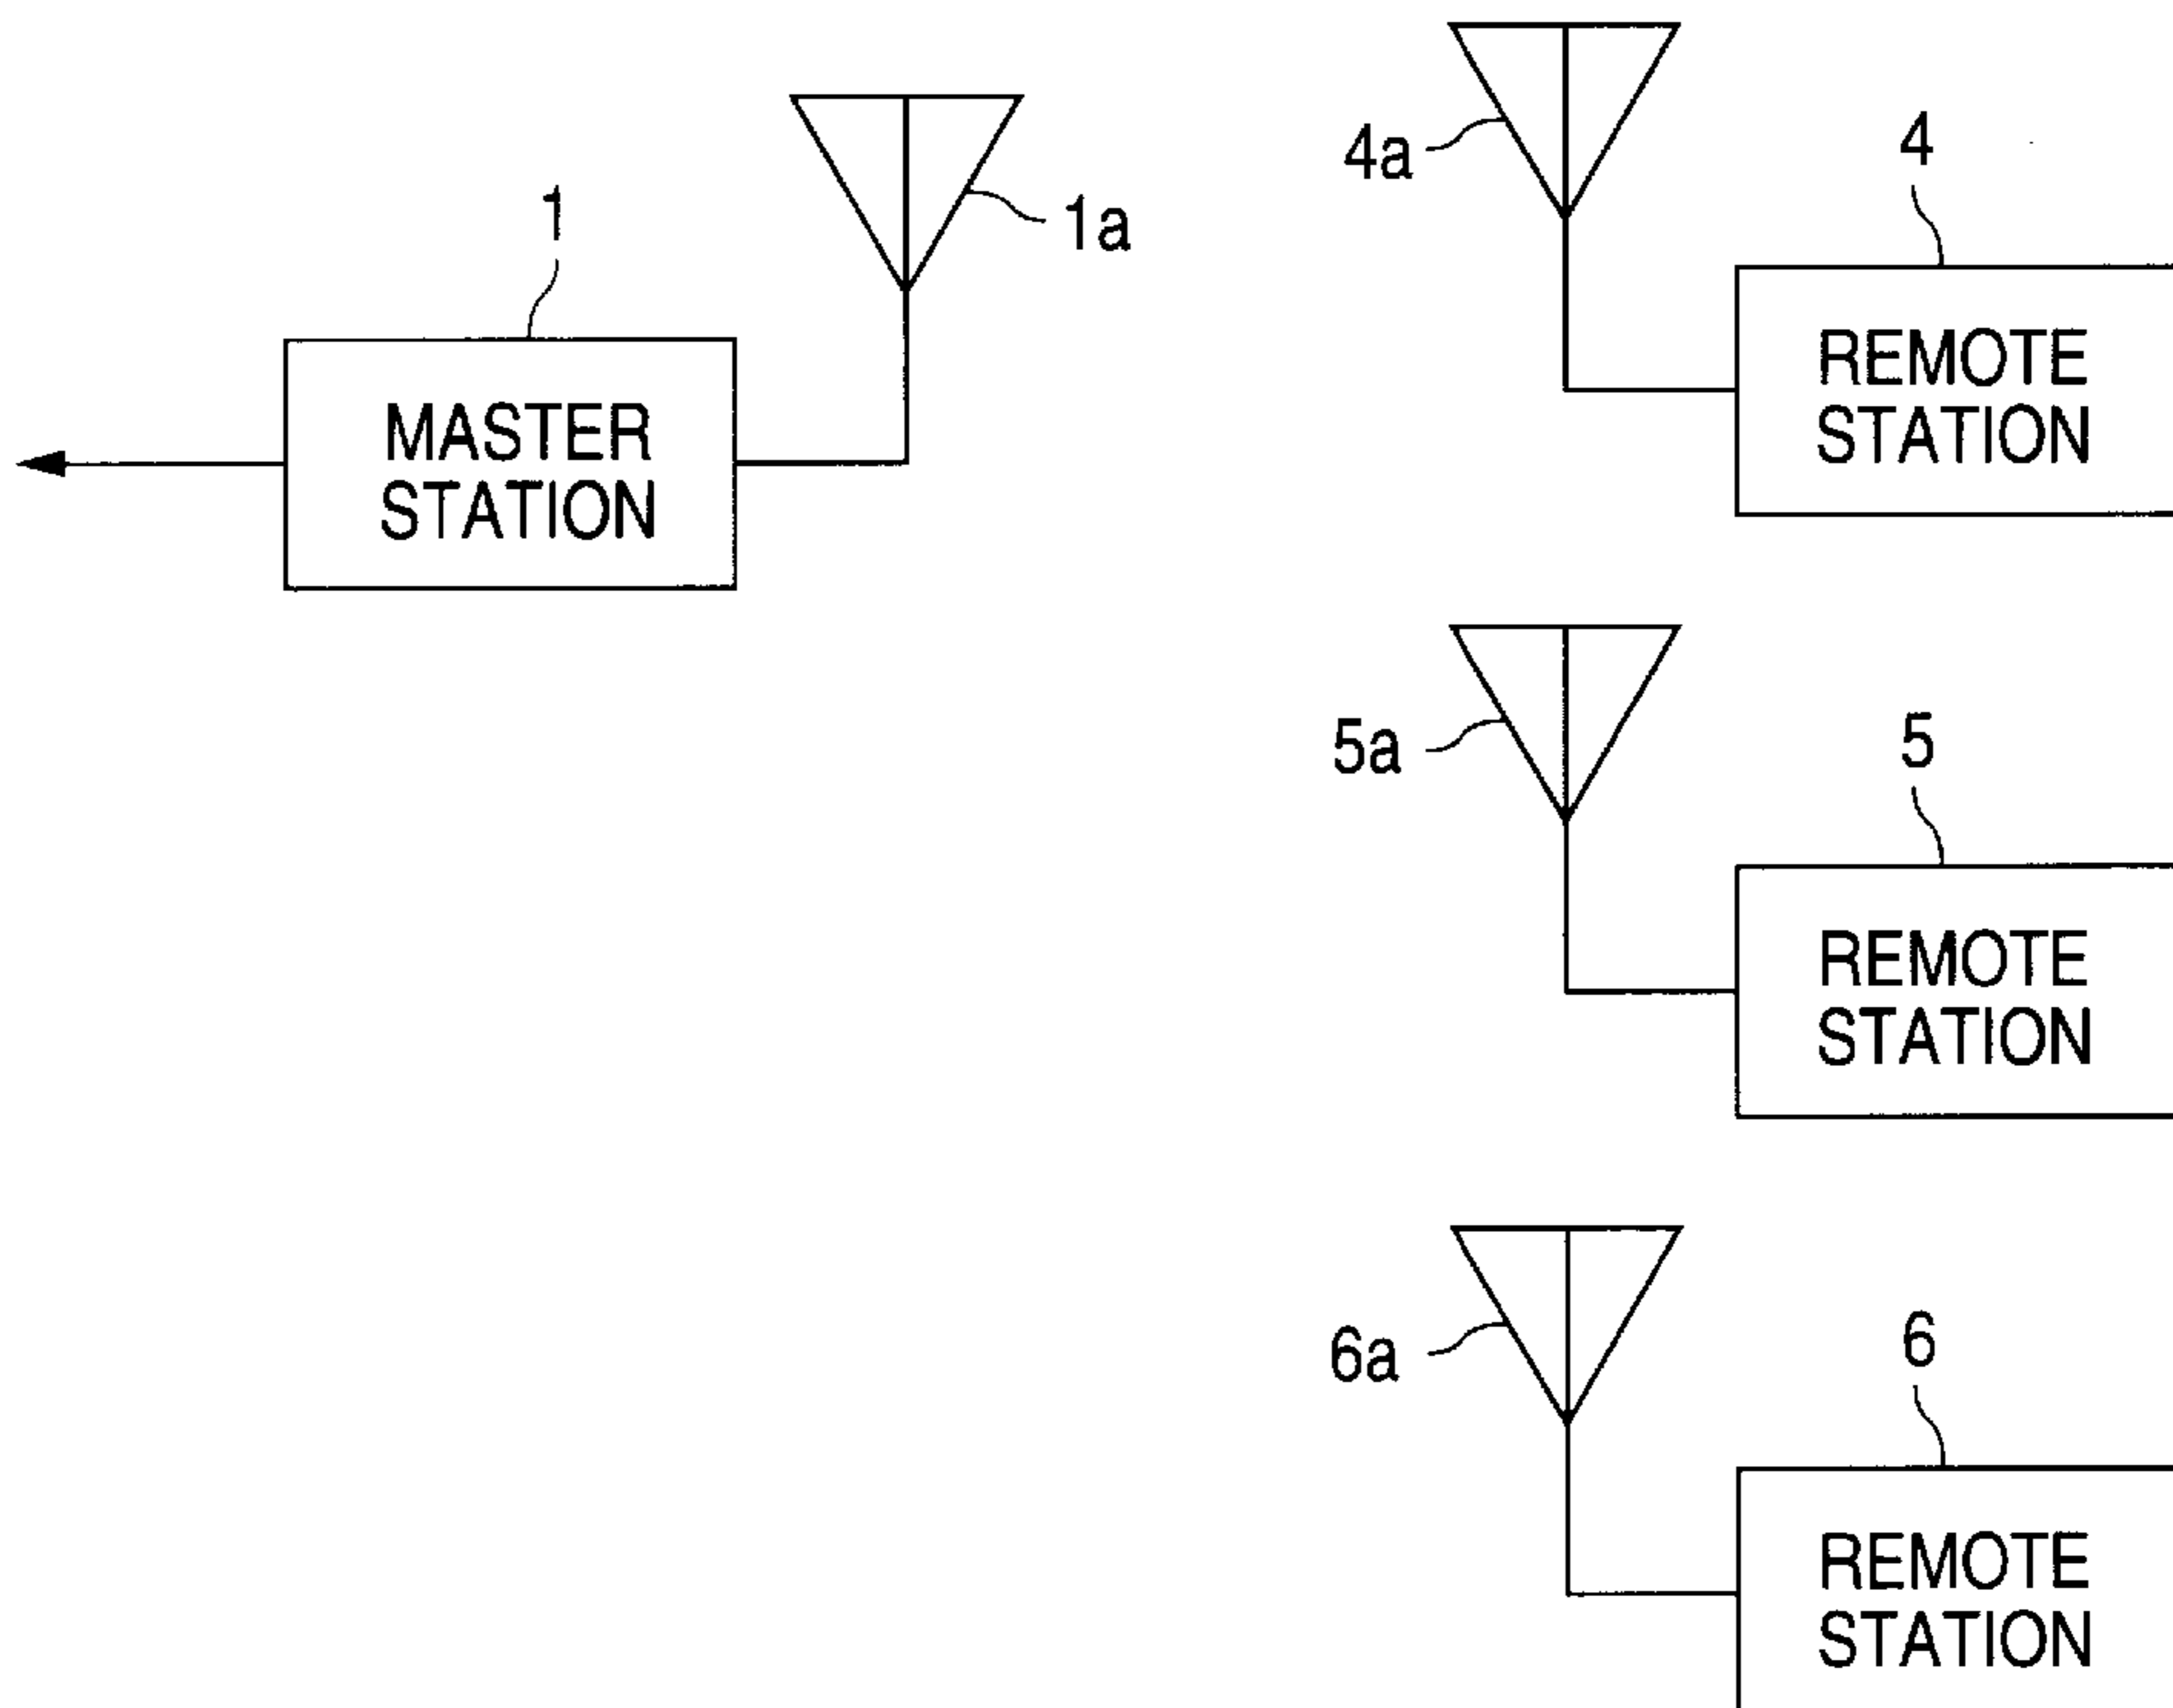 1
1a
MASTER
STATION
4a
4
REMOTE
STATION
5a
5
REMOTE
STATION
6a
6
REMOTE
STATION